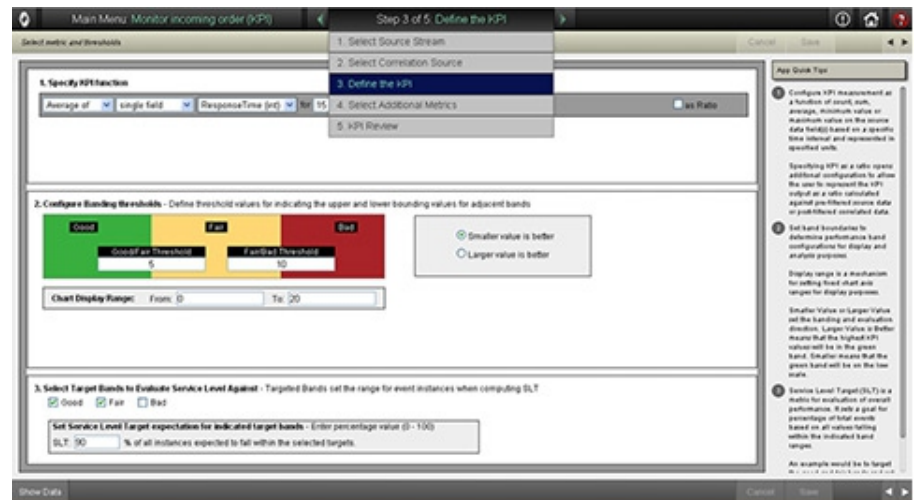 Main Menu: Monitor incoming order (KPI)
Step 3 of 5: Define the KPI
Select metric and thresholds
1. Select Source Stream
2. Select Correlation Source
3. Define the KPI
4. Select Additional Metrics
5. KPI Review
Cancel Save
1. Specify KPI function
Average of single field ResponseTime (int) for 15
as Ratio
2. Configure Banding thresholds - Define threshold values for indicating the upper and lower bounding values for adjacent bands
Good Fair Bad
Good/Fair Threshold Fair/Bad Threshold
5 10
Smaller value is better
Larger value is better
Chart Display Range: From: 0 To: 20
3. Select Target Bands to Evaluate Service Level Against - Targeted Bands set the range for event instances when computing SLT
Good Fair Bad
Set Service Level Target expectation for indicated target bands - Enter percentage value (0 - 100)
SLT: 90 % of all instances expected to fall within the selected targets.
App Quick Tips
1 Configure KPI measurement as
a function of count, sum,
average, minimum value or
maximum value on the source
data field(s) based on a specific
time interval and represented in
specified units.
Specifying KPI as a ratio opens
additional configuration to allow
the user to represent the KPI
output as a ratio calculated
against pre-filtered source data
or post-filtered correlated data.
2 Set band boundaries to
determine performance band
configurations for display and
analysis purposes.
Display range is a mechanism
for setting fixed chart axis
ranges for display purposes.
Smaller Value or Larger Value
set the banding and evaluation
direction. Larger Value is Better
means that the highest KPI
values will be in the green
band. Smaller means that the
green band will be on the low
scale.
3 Service Level Target (SLT) is a
metric for evaluation of overall
performance. It sets a goal for
percentage of total events
based on all values falling
within the indicated band
ranges.
An example would be to target
Show Data
Cancel Save